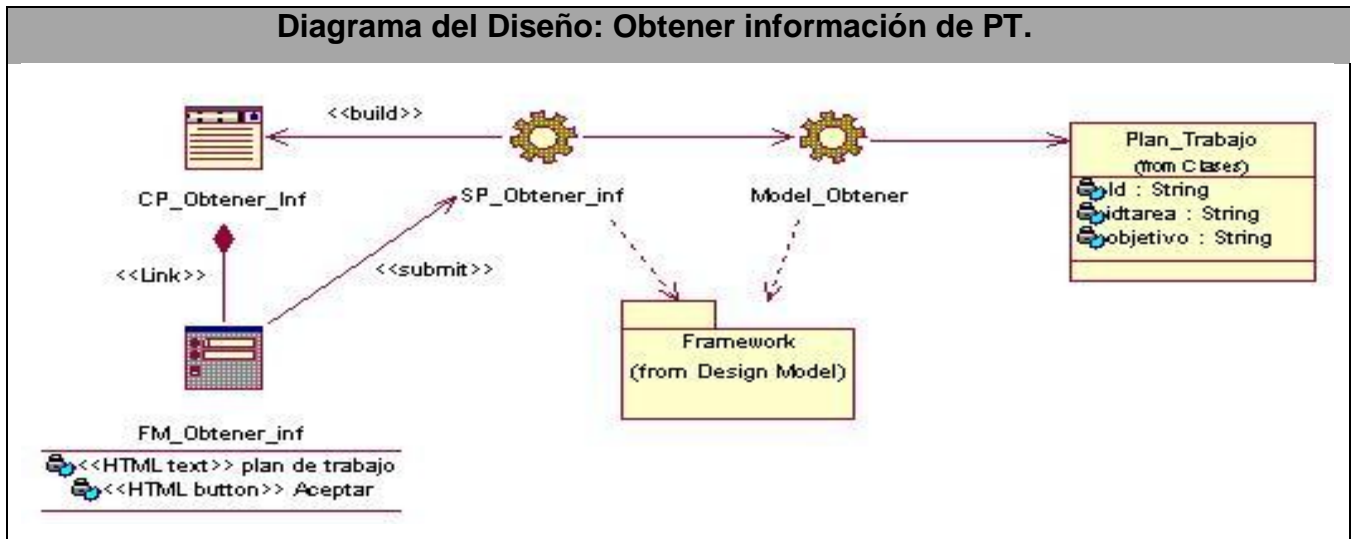 Diagrama del Diseño: Obtener información de PT.
<<build>>
CP_Obtener_Inf
SP_Obtener_inf
Model_Obtener
Plan_Trabajo
(from Clases)
Id : String
idtarea : String
objetivo : String
<<Link>>
<<submit>>
Framework
(from Design Model)
FM_Obtener_inf
<<HTML text>> plan de trabajo
<<HTML button>> Aceptar